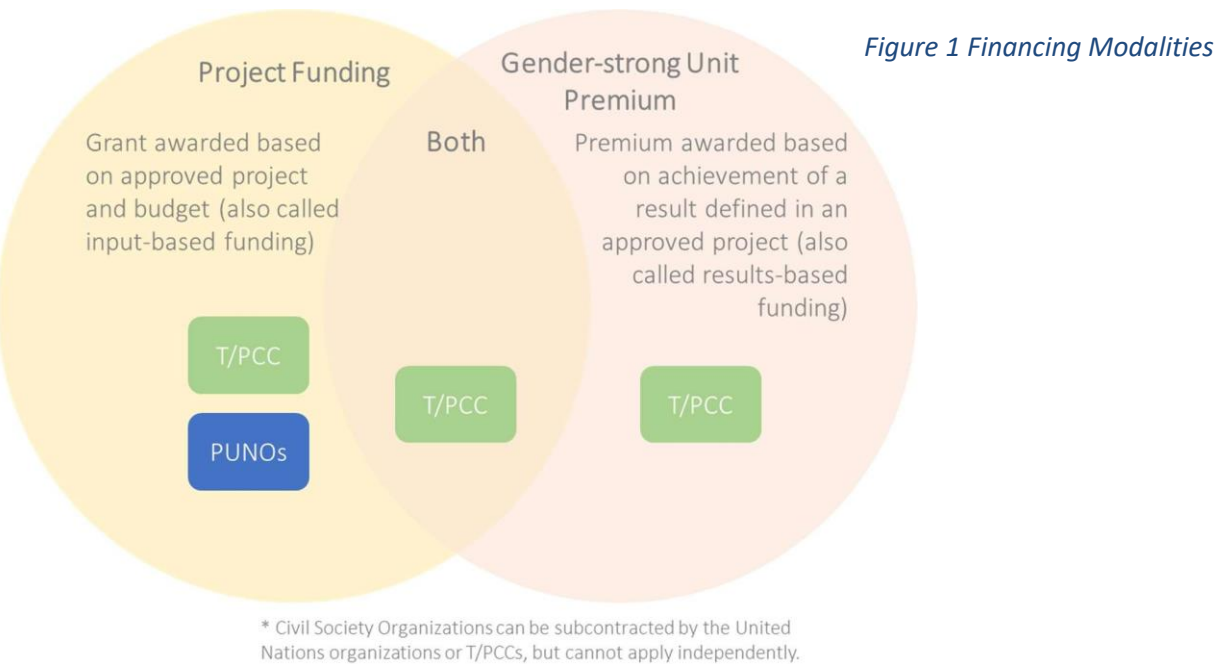 Figure 1 Financing Modalities
Project Funding
Gender-strong Unit
Premium
Both
Grant awarded based
on approved project
and budget (also called
input-based funding)
Premium awarded based
on achievement of a
result defined in an
approved project (also
called results-based
funding)
T/PCC
PUNOs
T/PCC
T/PCC
* Civil Society Organizations can be subcontracted by the United
Nations organizations or T/PCCs, but cannot apply independently.